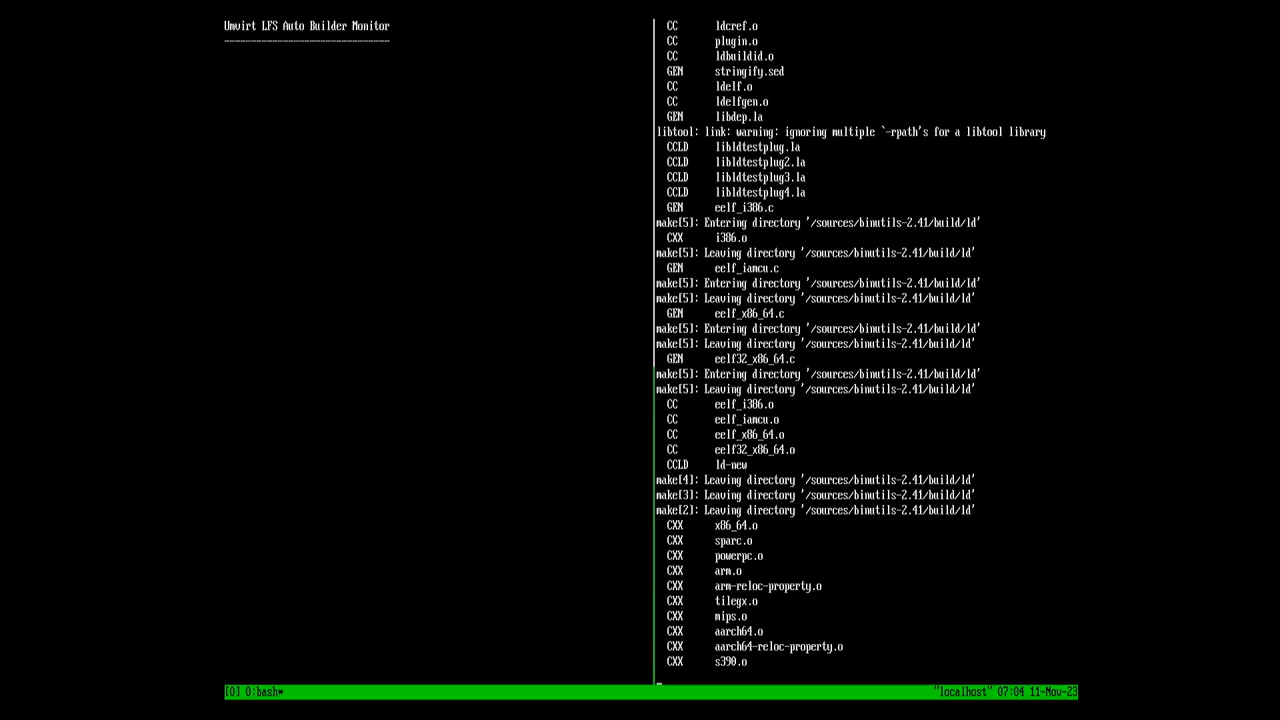 Umvirt LFS Auto Builder Monitor
-------------------------------
CC ldcref.o
CC plugin.o
CC ldbuildid.o
GEN stringify.sed
CC ldelf.o
CC ldelfgen.o
GEN libdep.la
libtool: link: warning: ignoring multiple `-rpath's for a libtool library
CCLD libldtestplug.la
CCLD libldtestplug2.la
CCLD libldtestplug3.la
CCLD libldtestplug4.la
GEN eelf_i386.c
make[5]: Entering directory '/sources/binutils-2.41/build/ld'
CXX i386.o
make[5]: Leaving directory '/sources/binutils-2.41/build/ld'
GEN eelf_iamcu.c
make[5]: Entering directory '/sources/binutils-2.41/build/ld'
make[5]: Leaving directory '/sources/binutils-2.41/build/ld'
GEN eelf_x86_64.c
make[5]: Entering directory '/sources/binutils-2.41/build/ld'
make[5]: Leaving directory '/sources/binutils-2.41/build/ld'
GEN eelf32_x86_64.c
make[5]: Entering directory '/sources/binutils-2.41/build/ld'
make[5]: Leaving directory '/sources/binutils-2.41/build/ld'
CC eelf_i386.o
CC eelf_iamcu.o
CC eelf_x86_64.o
CC eelf32_x86_64.o
CCLD ld-new
make[4]: Leaving directory '/sources/binutils-2.41/build/ld'
make[3]: Leaving directory '/sources/binutils-2.41/build/ld'
make[2]: Leaving directory '/sources/binutils-2.41/build/ld'
CXX x86_64.o
CXX sparc.o
CXX powerpc.o
CXX arm.o
CXX arm-reloc-property.o
CXX tilegx.o
CXX mips.o
CXX aarch64.o
CXX aarch64-reloc-property.o
CXX s390.o
[0] 0:bash* "localhost" 07:04 11-Nov-23